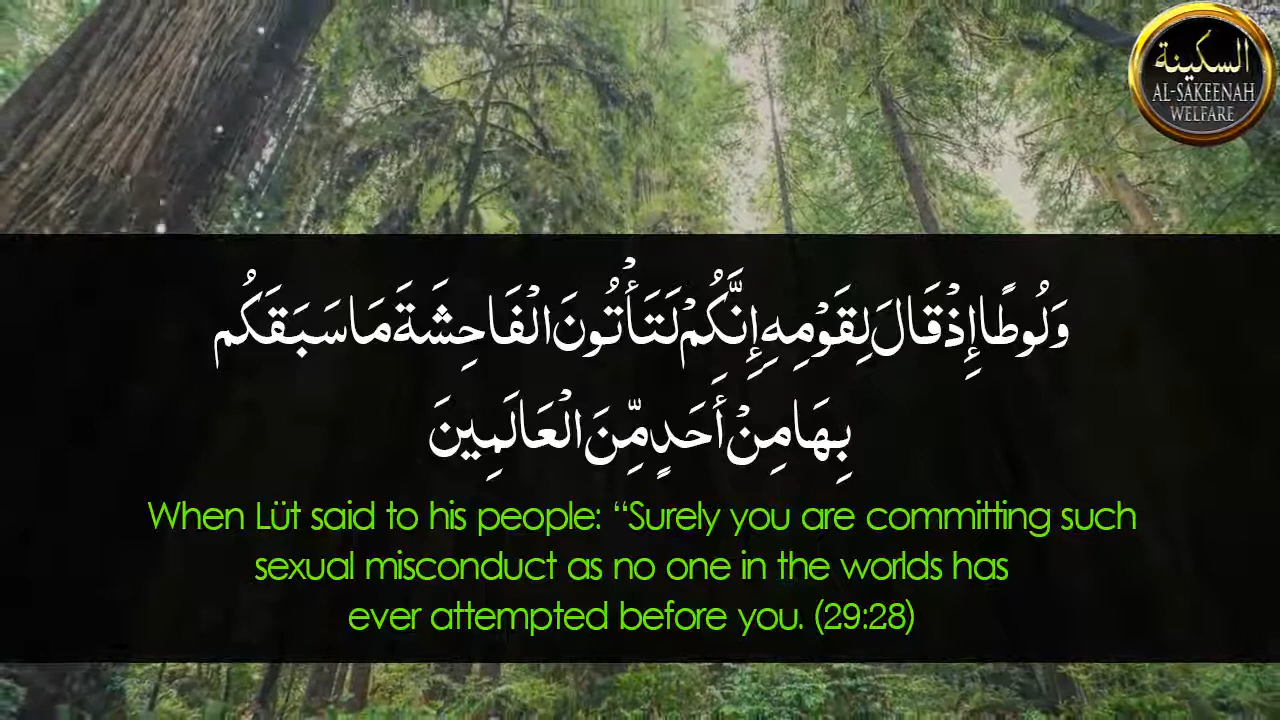 السكينة
AL-SAKEENAH
WELFARE
وَلُوطًا إِذْ قَالَ لِقَوْمِهِ إِنَّكُمْ لَتَأْتُونَ الْفَاحِشَةَ مَا سَبَقَكُم
بِهَا مِنْ أَحَدٍ مِّنَ الْعَالَمِينَ
When Lüt said to his people: “Surely you are committing such
sexual misconduct as no one in the worlds has
ever attempted before you. (29:28)